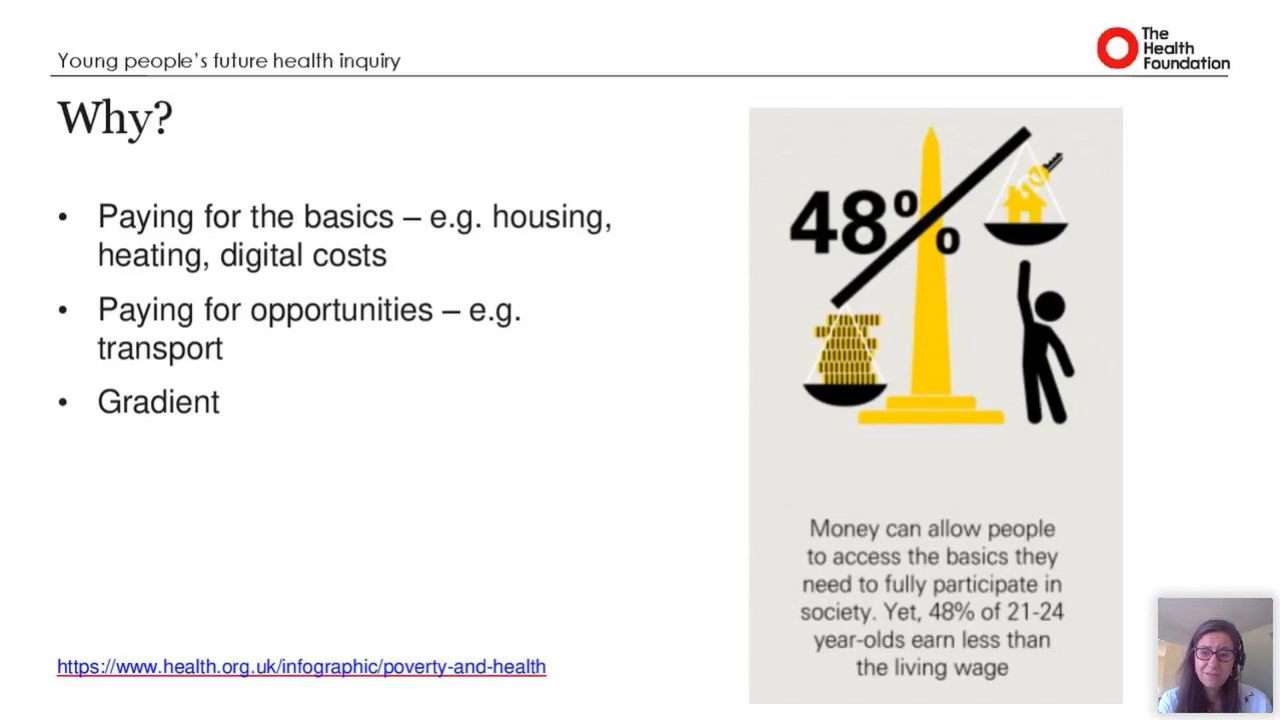 Young people's future health inquiry
The
Health
Foundation
Why?
• Paying for the basics – e.g. housing,
heating, digital costs
• Paying for opportunities – e.g.
transport
• Gradient
48%
Money can allow people
to access the basics they
need to fully participate in
society. Yet, 48% of 21-24
year-olds earn less than
the living wage
https://www.health.org.uk/infographic/poverty-and-health